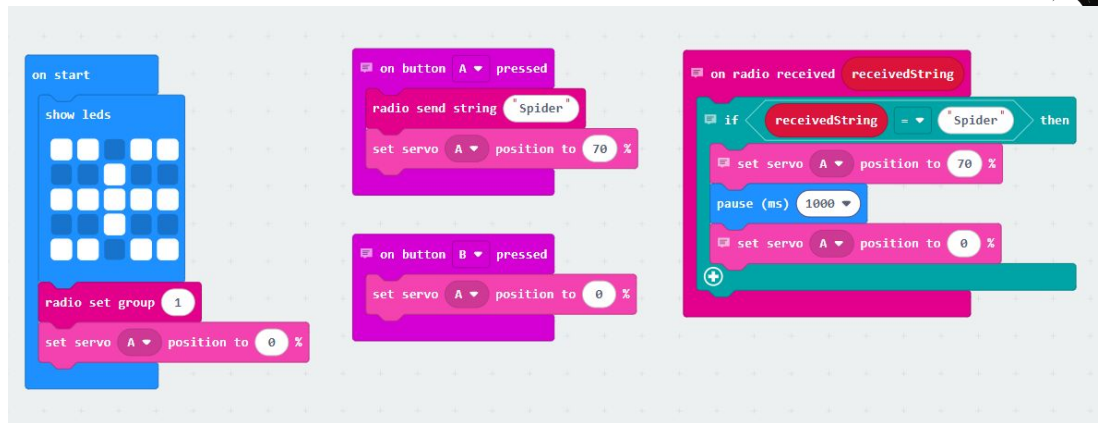 on start
show leds
radio set group 1
set servo A position to 0 %
on button A pressed
radio send string "Spider"
set servo A position to 70 %
on button B pressed
set servo A position to 0 %
on radio received receivedString
if receivedString = "Spider" then
set servo A position to 70 %
pause (ms) 1000
set servo A position to 0 %